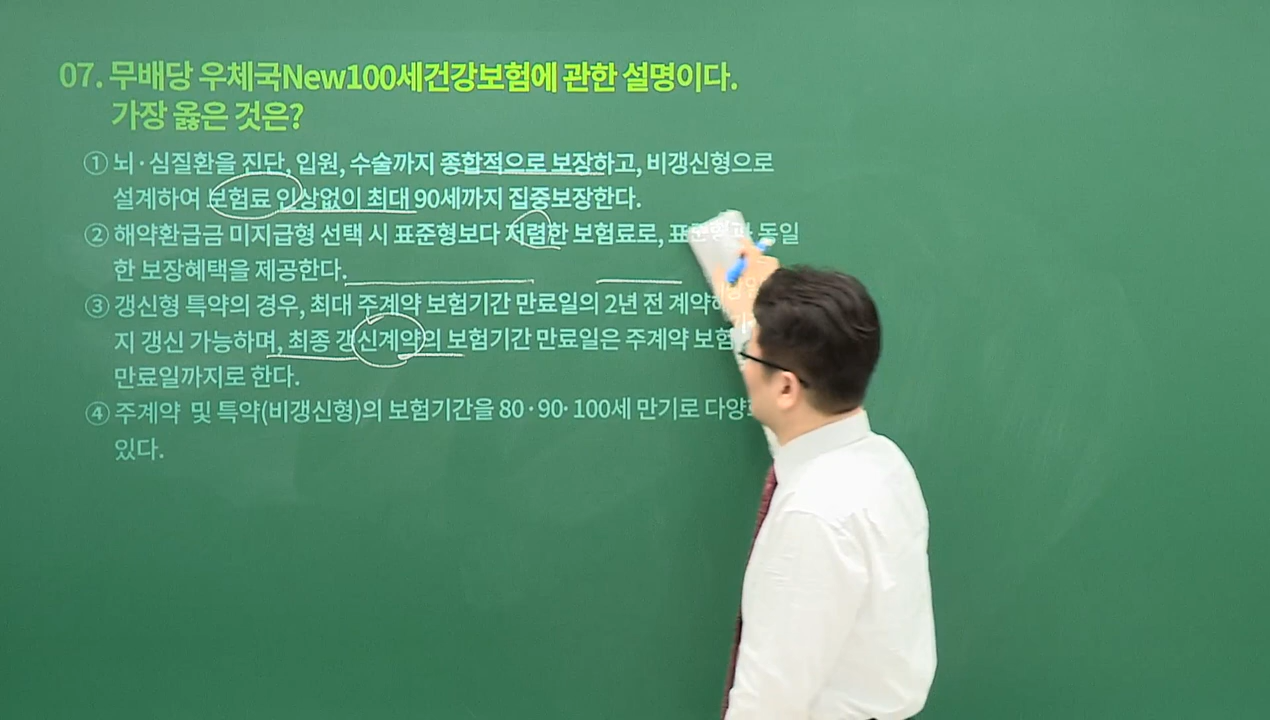 07. 무배당 우체국New100세건강보험에 관한 설명이다.
가장 옳은 것은?
① 뇌·심질환을 진단, 입원, 수술까지 종합적으로 보장하고, 비갱신형으로
설계하여 보험료 인상없이 최대 90세까지 집중보장한다.
② 해약환급금 미지급형 선택 시 표준형보다 저렴한 보험료로, 표준형과 동일
한 보장혜택을 제공한다.
③ 갱신형 특약의 경우, 최대 주계약 보험기간 만료일의 2년 전
지 갱신 가능하며, 최종 갱신계약의 보험기간 만료일은 주계약
만료일까지로 한다.
④ 주계약 및 특약(비갱신형)의 보험기간을 80·90·100세 만기로
있다.